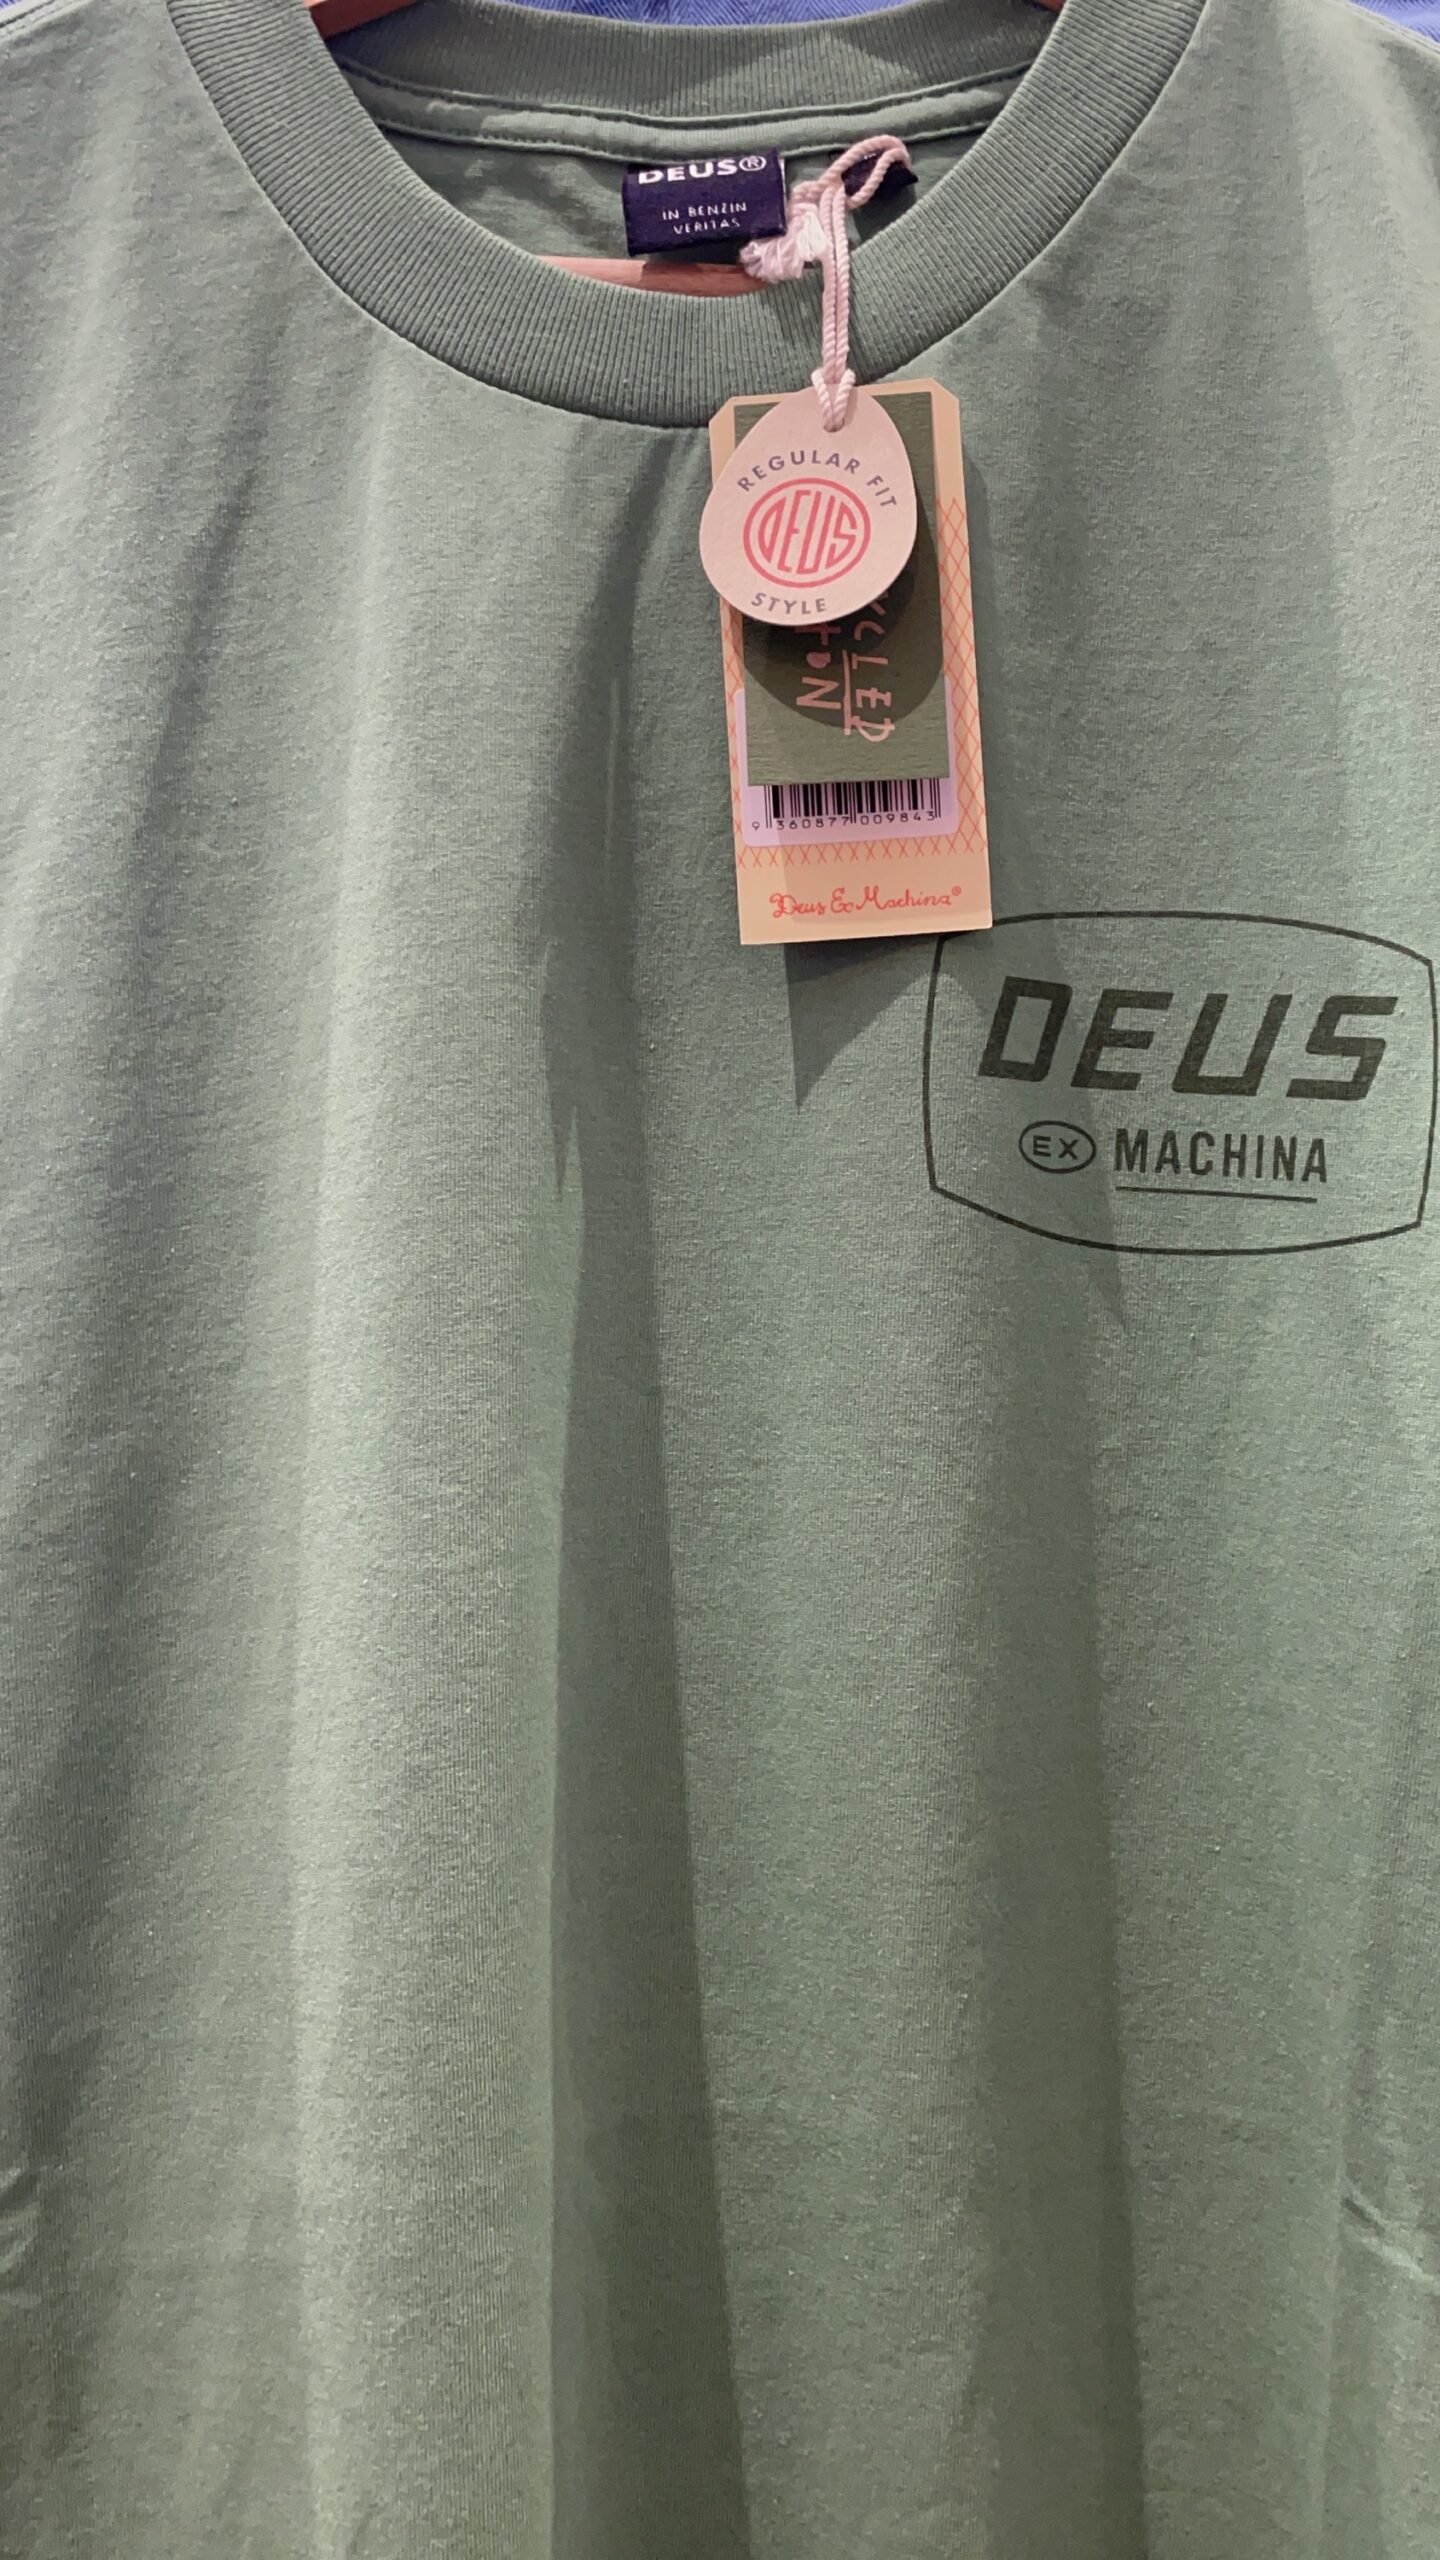 DEUS®
IN BENZIN
VERITAS
REGULAR FIT
DEUS
STYLE
9 360877 009843
Deus Ex Machina®
DEUS
EX MACHINA